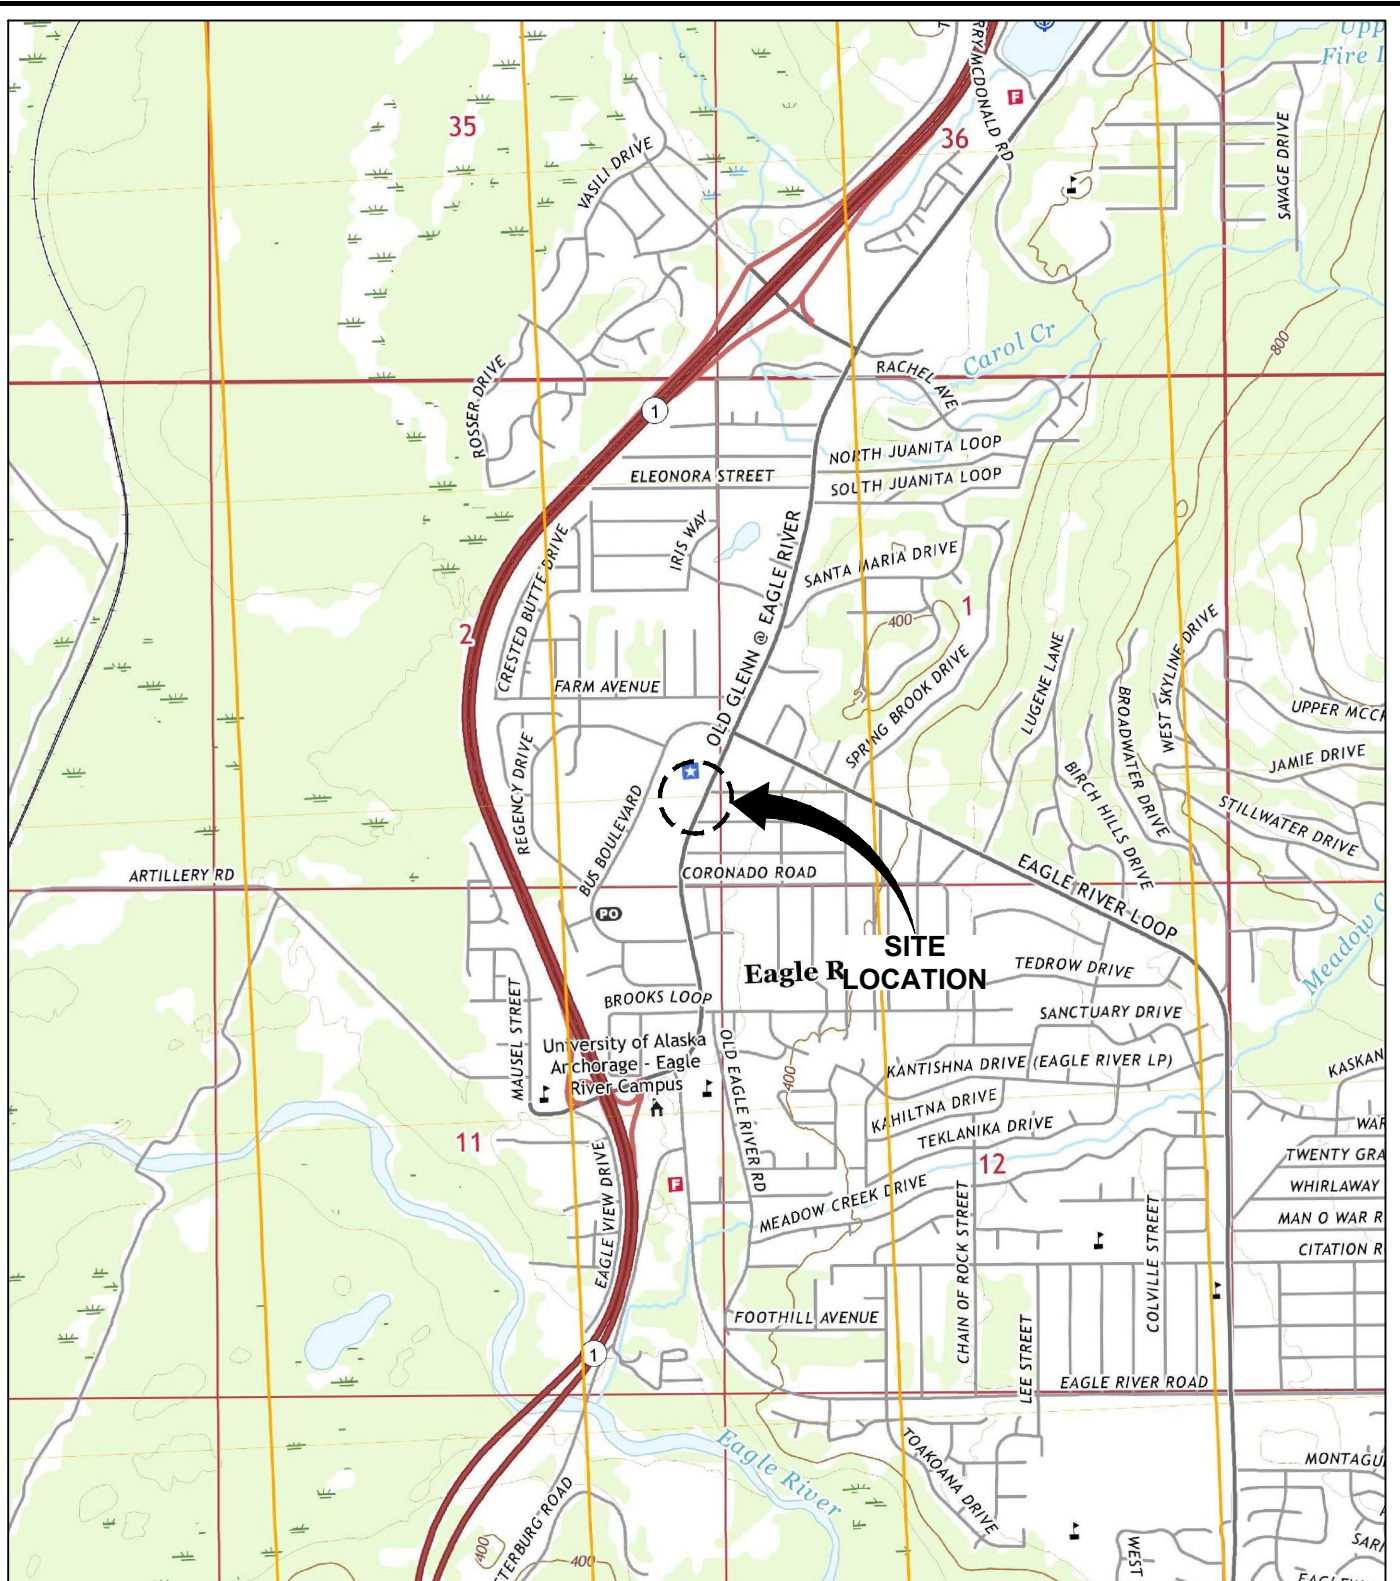 Upp
Fire L
RRY MCDONALD RD
F
35
36
VASILI DRIVE
SAVAGE DRIVE
Carol Cr
800
RACHEL AVE
ROSSER DRIVE
1
NORTH JUANITA LOOP
ELEONORA STREET
SOUTH JUANITA LOOP
IRIS WAY
CRESTED BUTTE DRIVE
SANTA MARIA DRIVE
OLD GLENN @ EAGLE RIVER
1
400
2
FARM AVENUE
SPRING BROOK DRIVE
LUGENE LANE
BROADWATER DRIVE
WEST SKYLINE DRIVE
UPPER MCCR
JAMIE DRIVE
REGENCY DRIVE
BUS BOULEVARD
BIRCH HILLS DRIVE
STILLWATER DRIVE
ARTILLERY RD
CORONADO ROAD
EAGLE RIVER LOOP
PO
SITE
LOCATION
Eagle R
Meadow C
TEDROW DRIVE
MAUSEL STREET
BROOKS LOOP
SANCTUARY DRIVE
University of Alaska
Anchorage - Eagle
River Campus
OLD EAGLE RIVER RD
400
KANTISHNA DRIVE (EAGLE RIVER LP)
KASKAN
KAHILTNA DRIVE
TEKLANIKA DRIVE
WAR
11
12
TWENTY GRA
EAGLE VIEW DRIVE
F
MEADOW CREEK DRIVE
WHIRLAWAY
MAN O WAR R
CITATION R
CHAIN OF ROCK STREET
COLVILLE STREET
FOOTHILL AVENUE
LEE STREET
1
EAGLE RIVER ROAD
Eagle River
TOAKOANA DRIVE
MONTAGU
TERBURG ROAD
400
400
WEST
SARI
EAGLEW